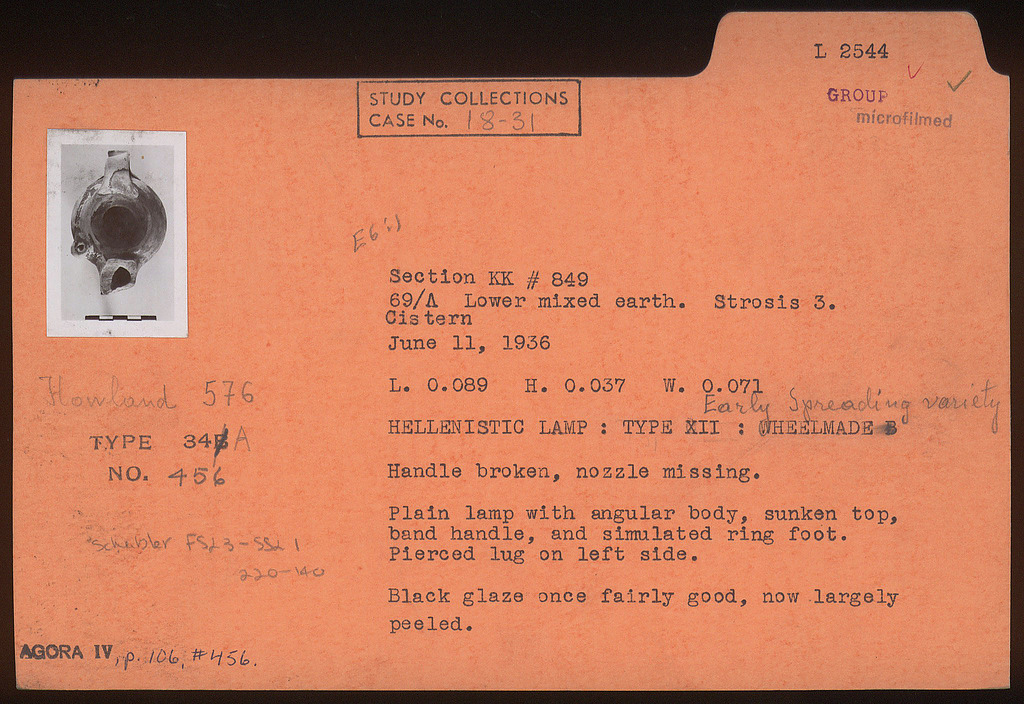 L 2544
GROUP
microfilmed
STUDY COLLECTIONS
CASE No. 18-31
Section KK # 849
69/A Lower mixed earth. Strosis 3.
Cistern
June 11, 1936
L. 0.089 H. 0.037 W. 0.071
Early Spreading variety
HELLENISTIC LAMP : TYPE XII : WHEELMADE B
Handle broken, nozzle missing.
Plain lamp with angular body, sunken top,
band handle, and simulated ring foot.
Pierced lug on left side.
Black glaze once fairly good, now largely
peeled.
Howland 576
TYPE 34 A
NO. 456
220-140
AGORA IV, p. 106, #456.